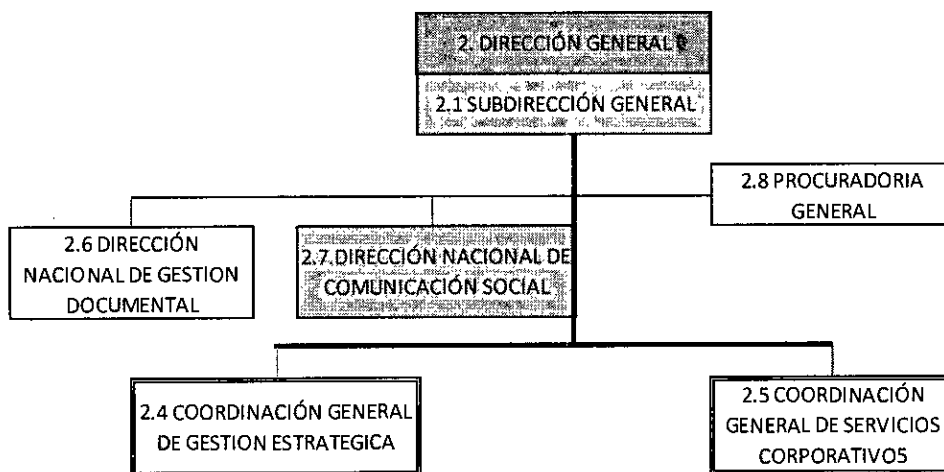 2. DIRECCIÓN GENERAL
2.1 SUBDIRECCIÓN GENERAL
2.8 PROCURADORIA
GENERAL
2.6 DIRECCIÓN
NACIONAL DE GESTION
DOCUMENTAL
2.7.DIRECCIÓN NACIONAL DE
COMUNICACIÓN SOCIAL
2.4 COORDINACIÓN GENERAL
DE GESTION ESTRATEGICA
2.5 COORDINACIÓN
GENERAL DE SERVICIOS
CORPORATIVOS